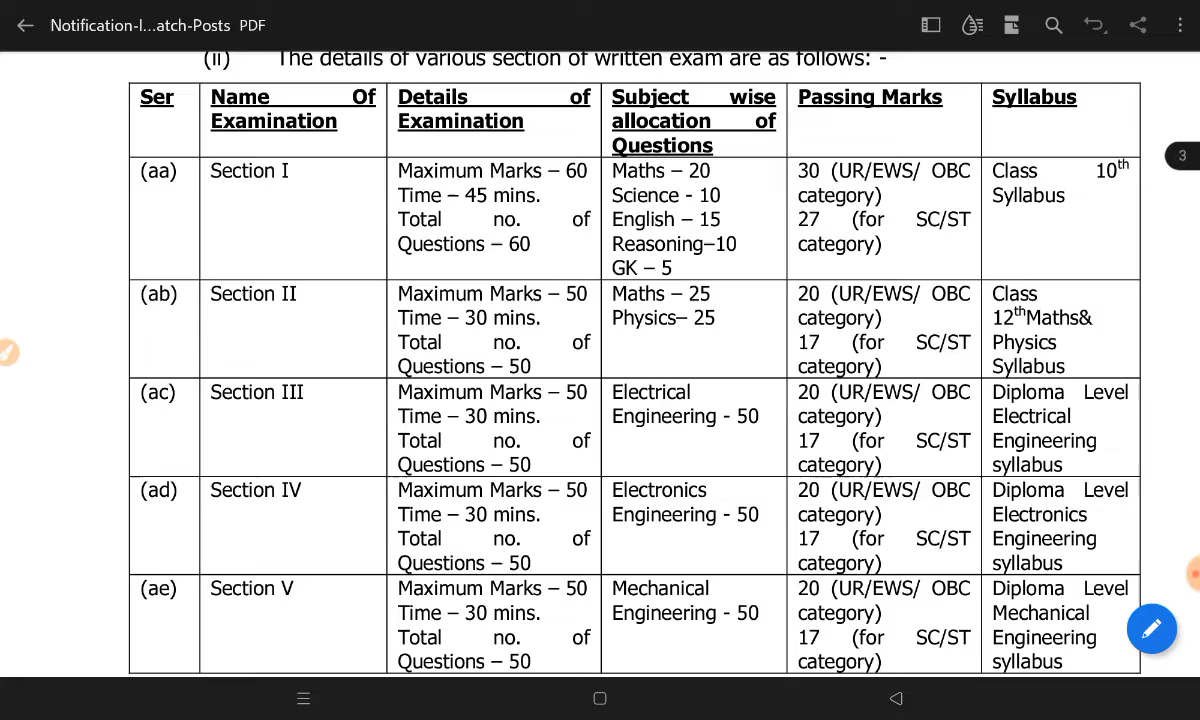 Notification-I...atch-Posts PDF
(ii) The details of various section of written exam are as follows: -
Ser
Name Of
Examination
Details of
Examination
Subject wise
allocation of
Questions
Passing Marks
Syllabus
3
(aa)
Section I
Maximum Marks – 60
Time – 45 mins.
Total no. of
Questions – 60
Maths – 20
Science - 10
English – 15
Reasoning–10
GK – 5
30 (UR/EWS/ OBC
category)
27 (for SC/ST
category)
Class 10th
Syllabus
(ab)
Section II
Maximum Marks – 50
Time – 30 mins.
Total no. of
Questions – 50
Maths – 25
Physics– 25
20 (UR/EWS/ OBC
category)
17 (for SC/ST
category)
Class
12thMaths&
Physics
Syllabus
(ac)
Section III
Maximum Marks – 50
Time – 30 mins.
Total no. of
Questions – 50
Electrical
Engineering - 50
20 (UR/EWS/ OBC
category)
17 (for SC/ST
category)
Diploma Level
Electrical
Engineering
syllabus
(ad)
Section IV
Maximum Marks – 50
Time – 30 mins.
Total no. of
Questions – 50
Electronics
Engineering - 50
20 (UR/EWS/ OBC
category)
17 (for SC/ST
category)
Diploma Level
Electronics
Engineering
syllabus
(ae)
Section V
Maximum Marks – 50
Time – 30 mins.
Total no. of
Questions – 50
Mechanical
Engineering - 50
20 (UR/EWS/ OBC
category)
17 (for SC/ST
category)
Diploma Level
Mechanical
Engineering
syllabus